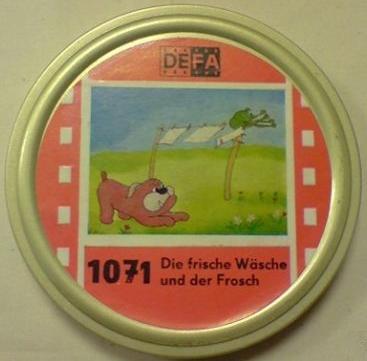 DEFA
1071 Die frische Wäsche
und der Frosch